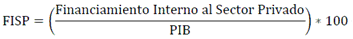 FISP = (Financiamiento Interno al Sector Privado / PIB) * 100